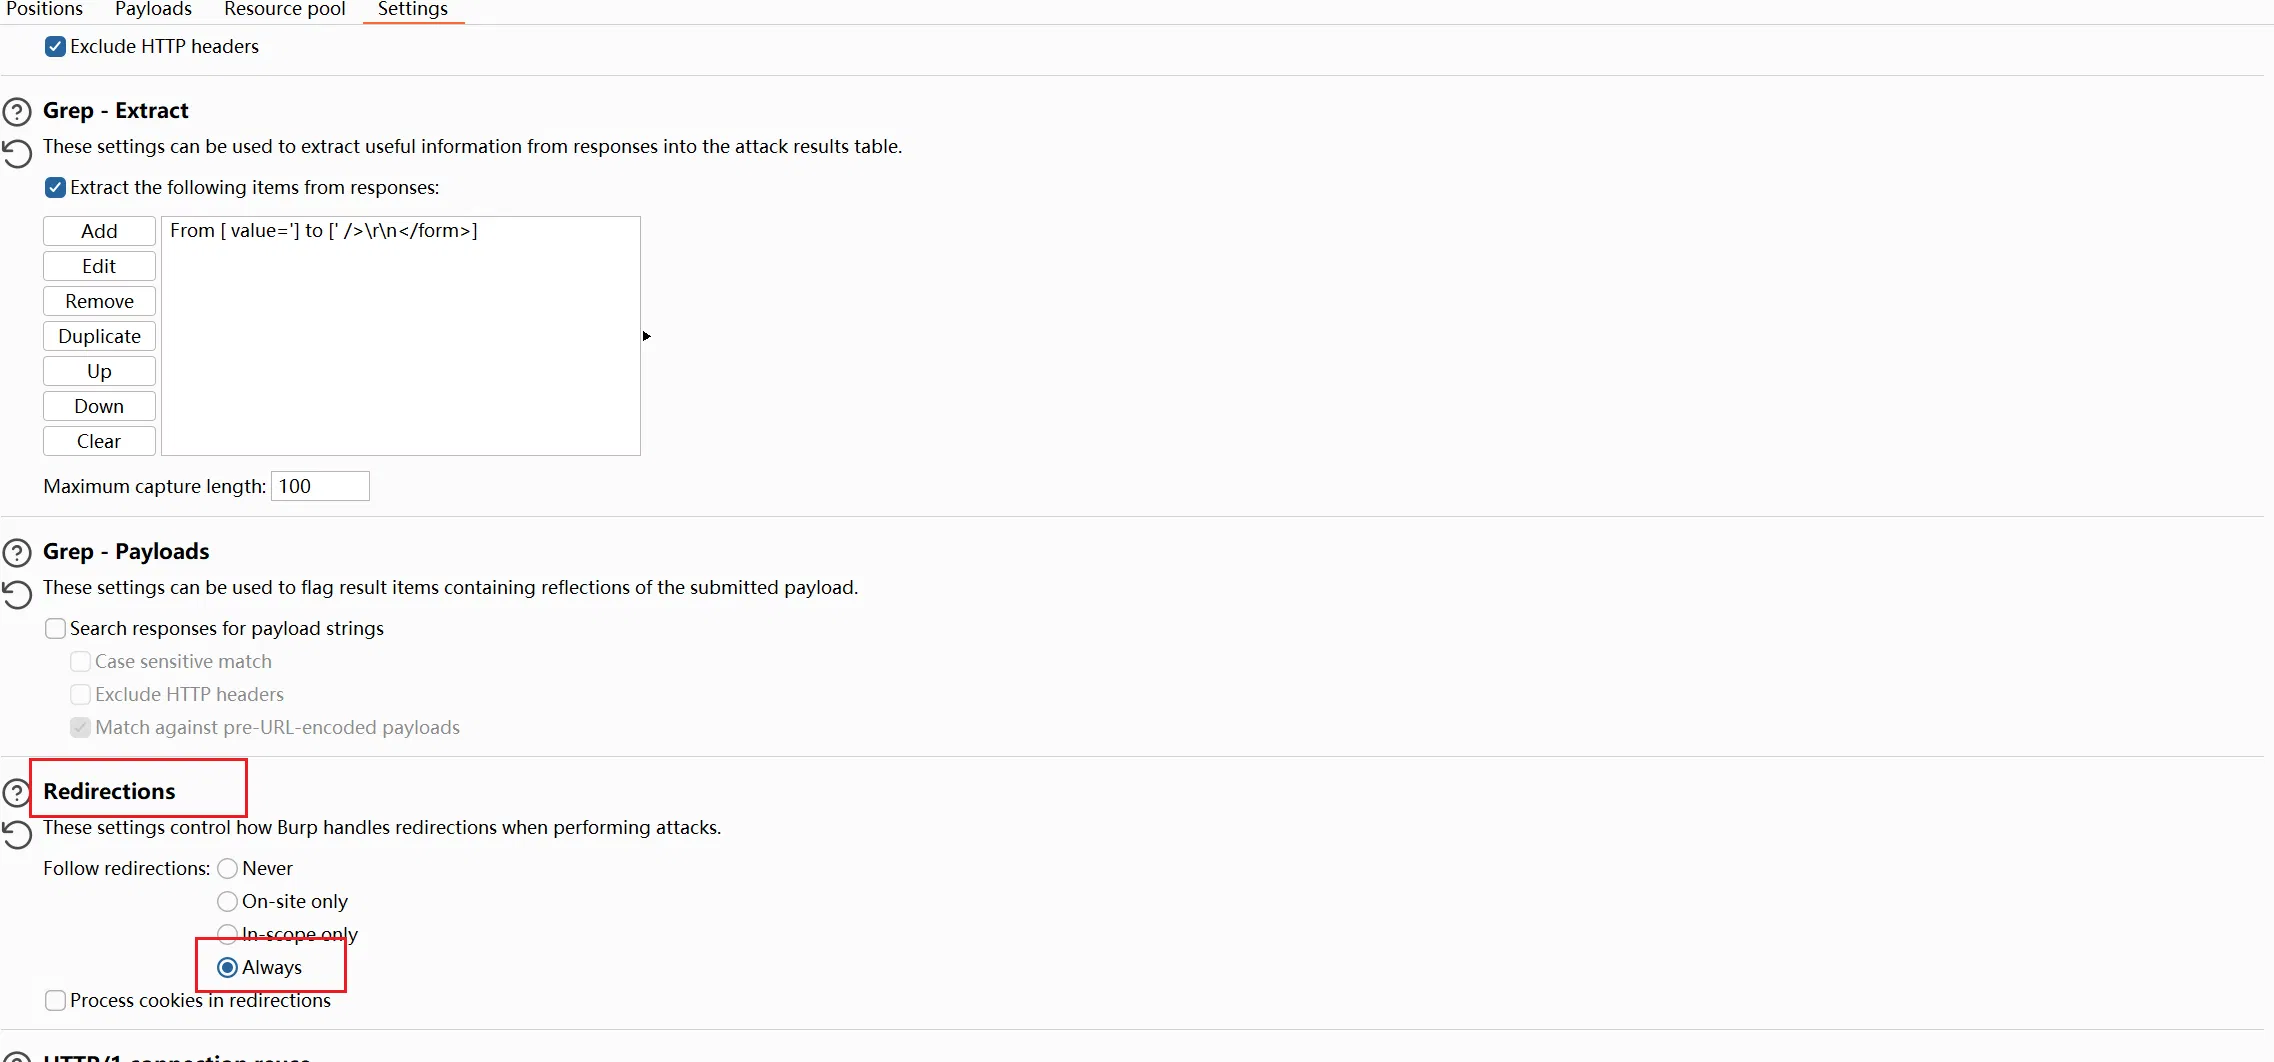 Positions Payloads Resource pool Settings
Exclude HTTP headers
Grep - Extract
These settings can be used to extract useful information from responses into the attack results table.
Extract the following items from responses:
Add
From [ value='] to [' />\r\n</form>]
Edit
Remove
Duplicate
Up
Down
Clear
Maximum capture length: 100
Grep - Payloads
These settings can be used to flag result items containing reflections of the submitted payload.
Search responses for payload strings
Case sensitive match
Exclude HTTP headers
Match against pre-URL-encoded payloads
Redirections
These settings control how Burp handles redirections when performing attacks.
Follow redirections: Never
On-site only
In-scope only
Always
Process cookies in redirections
HTTP/1 connection reuse